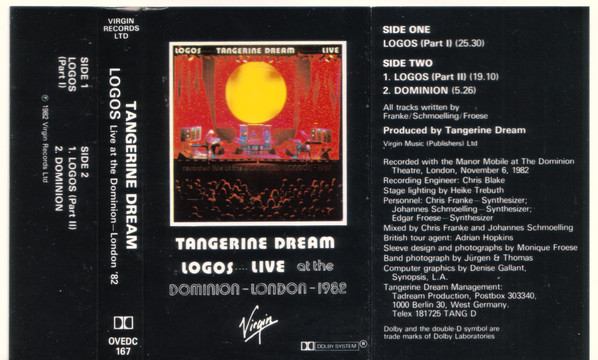 VIRGIN
RECORDS
LTD
SIDE 1
LOGOS
(Part I)
SIDE 2
1. LOGOS (Part II)
2. DOMINION
℗ 1982 Virgin Records Ltd
TANGERINE DREAM
LOGOS Live at the Dominion – London '82
OVEDC
167
LOGOS TANGERINE DREAM LIVE
TANGERINE DREAM
LOGOS ···· LIVE at the
DOMINION – LONDON – 1982
Virgin
DOLBY SYSTEM ®
SIDE ONE
LOGOS (Part I) (25.30)
SIDE TWO
1. LOGOS (Part II) (19.10)
2. DOMINION (5.26)
All tracks written by
Franke/Schmoelling/Froese
Produced by Tangerine Dream
Virgin Music (Publishers) Ltd
Recorded with the Manor Mobile at The Dominion
Theatre, London, November 6, 1982
Recording Engineer: Chris Blake
Stage lighting by Heike Trebuth
Personnel: Chris Franke – Synthesizer;
Johannes Schmoelling – Synthesizer;
Edgar Froese – Synthesizer
Mixed by Chris Franke and Johannes Schmoelling
British tour agent: Adrian Hopkins
Sleeve design and photographs by Monique Froese
Band photograph by Jürgen & Thomas
Computer graphics by Denise Gallant,
Synopsis, L.A.
Tangerine Dream Management:
Tadream Production, Postbox 303340,
1000 Berlin 30, West Germany.
Telex 181725 TANG D
Dolby and the double-D symbol are
trade marks of Dolby Laboratories